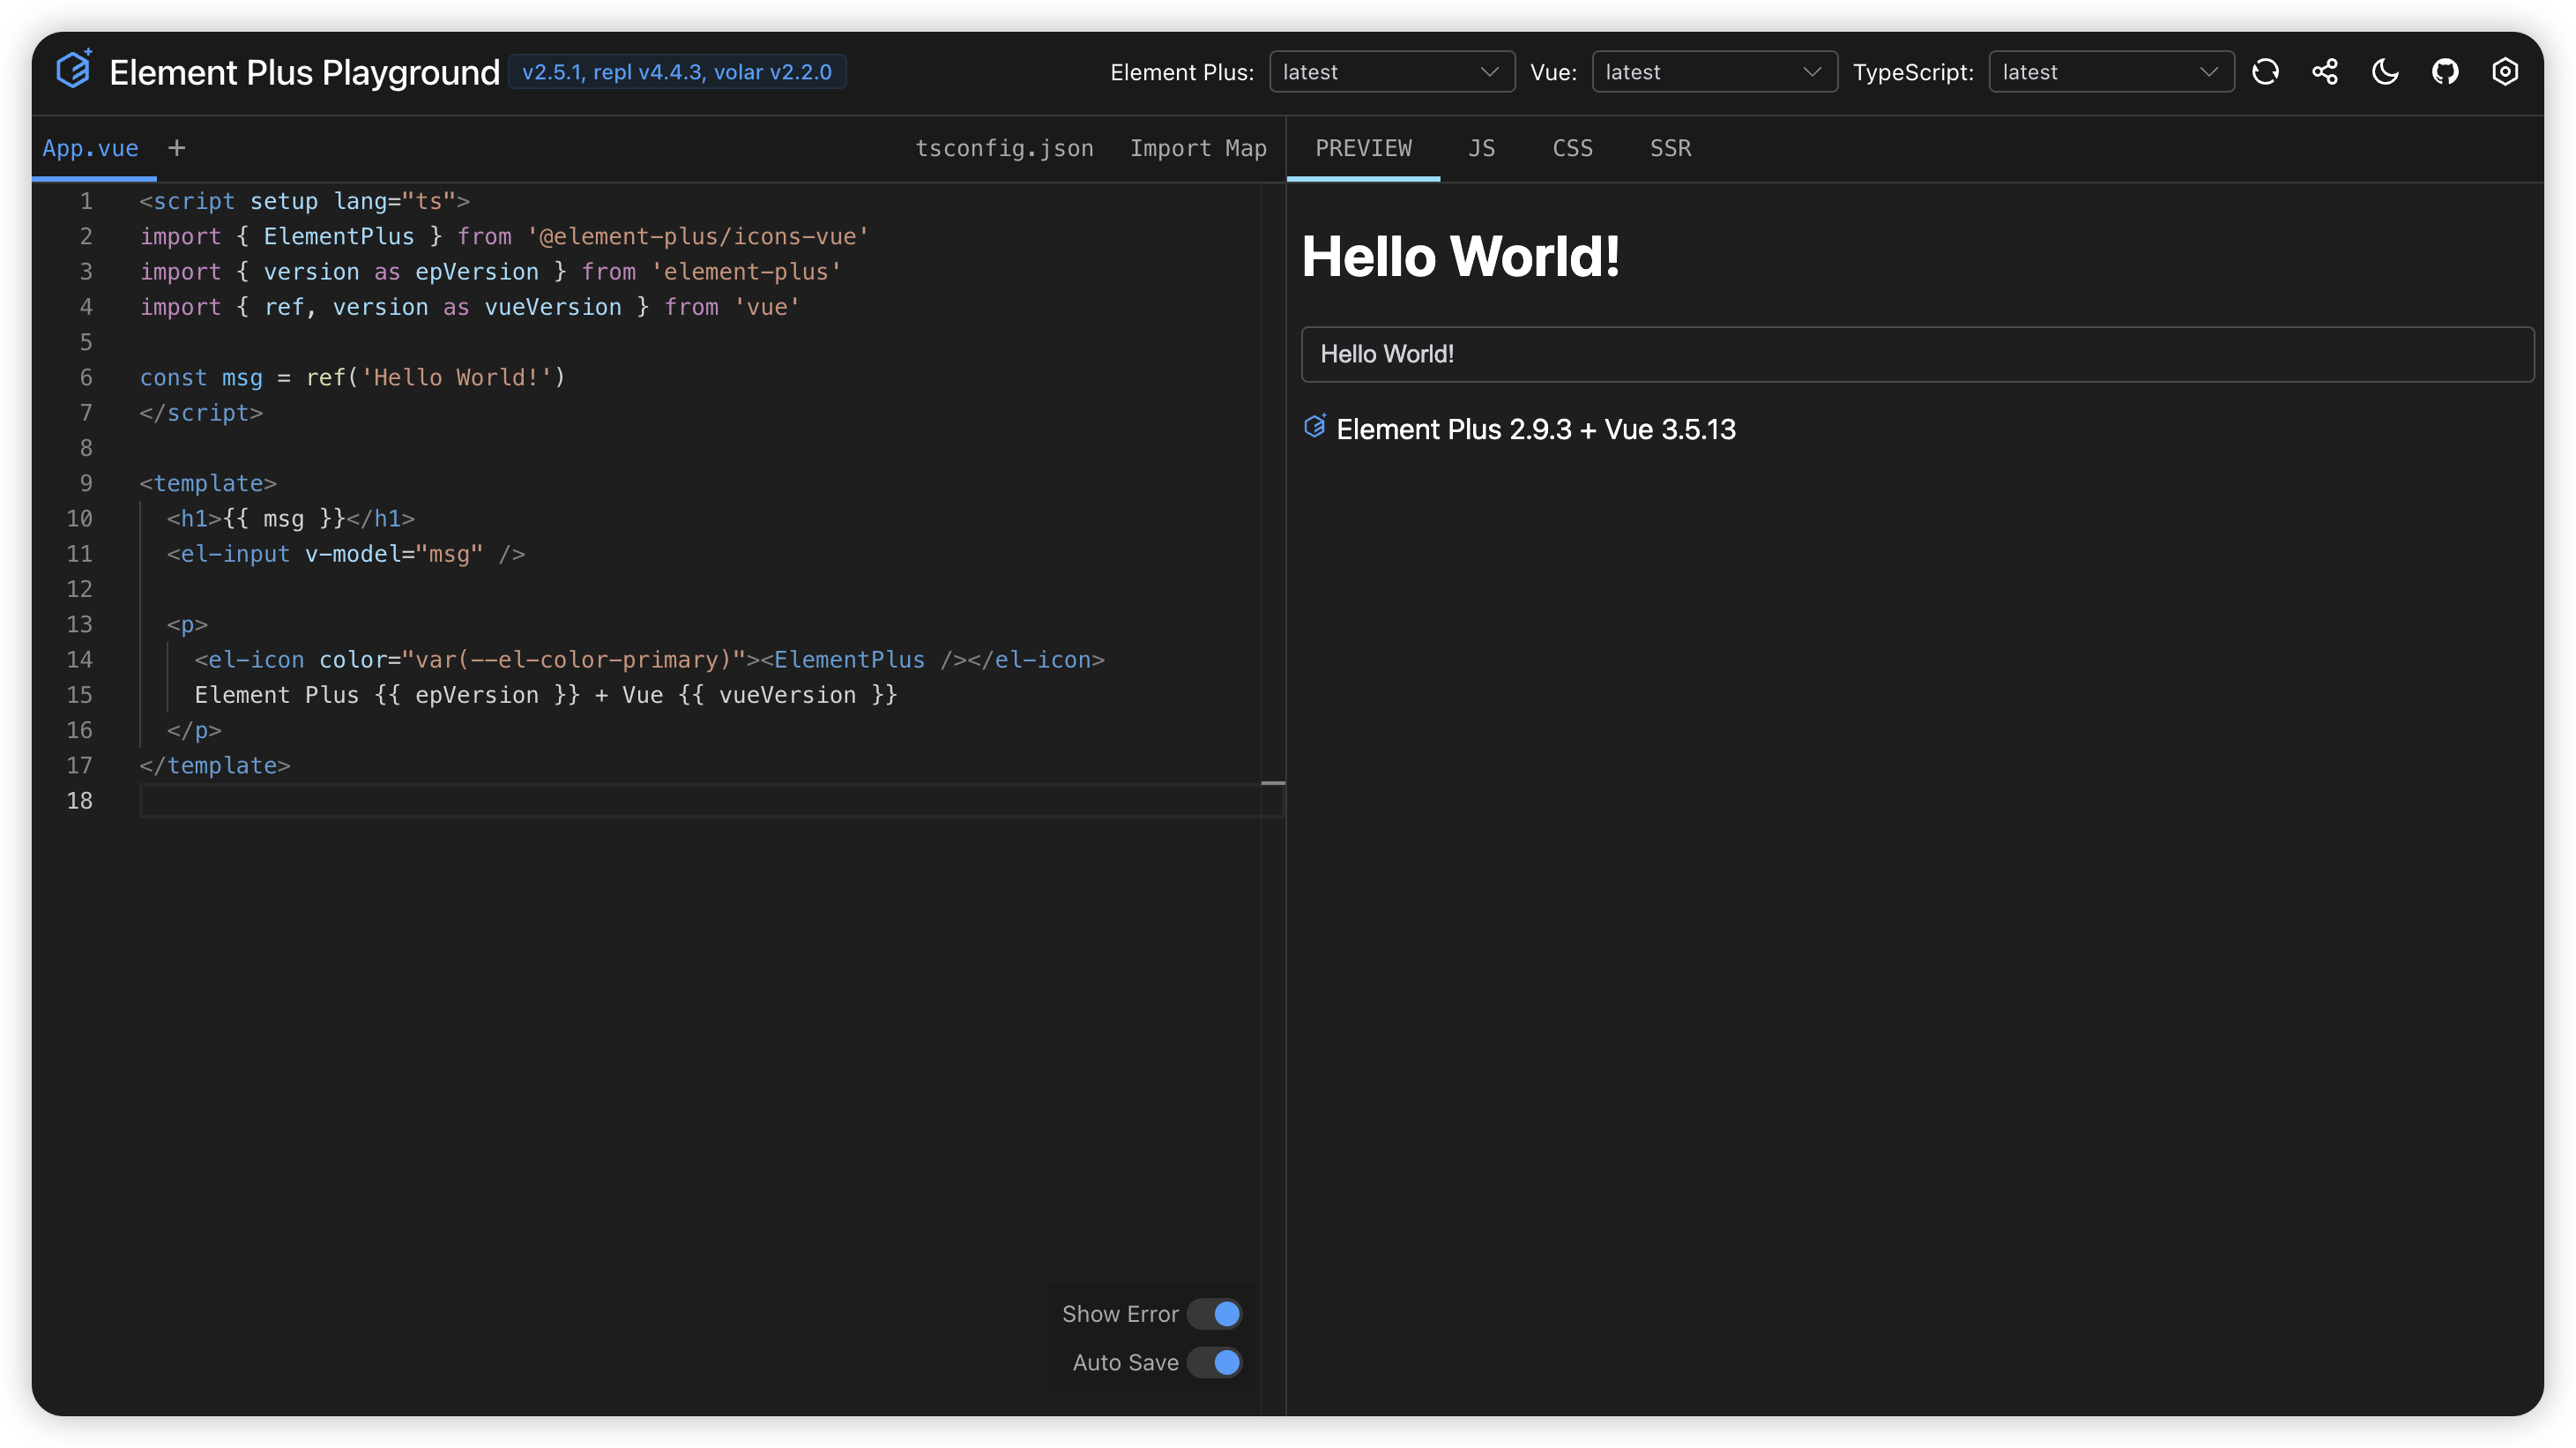 Element Plus Playground v2.5.1, repl v4.4.3, volar v2.2.0 Element Plus: latest Vue: latest TypeScript: latest
App.vue + tsconfig.json Import Map
1 <script setup lang="ts">
2 import { ElementPlus } from '@element-plus/icons-vue'
3 import { version as epVersion } from 'element-plus'
4 import { ref, version as vueVersion } from 'vue'
5
6 const msg = ref('Hello World!')
7 </script>
8
9 <template>
10   <h1>{{ msg }}</h1>
11   <el-input v-model="msg" />
12
13   <p>
14     <el-icon color="var(--el-color-primary)"><ElementPlus /></el-icon>
15     Element Plus {{ epVersion }} + Vue {{ vueVersion }}
16   </p>
17 </template>
18
Show Error
Auto Save
PREVIEW JS CSS SSR
Hello World!
Hello World!
Element Plus 2.9.3 + Vue 3.5.13